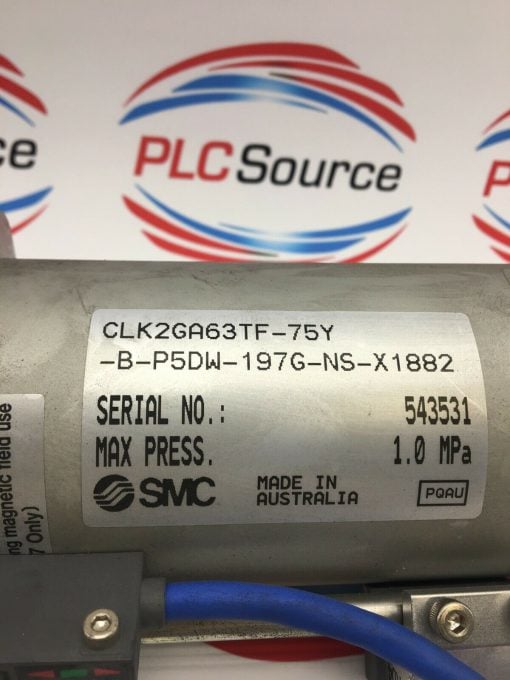 ce
PLCSource
P
CLK2GA63TF-75Y
-B-P5DW-197G-NS-X1882
SERIAL NO.: 543531
MAX PRESS. 1.0 MPa
SMC MADE IN AUSTRALIA PQAU
ng magnetic field use
7 Only)